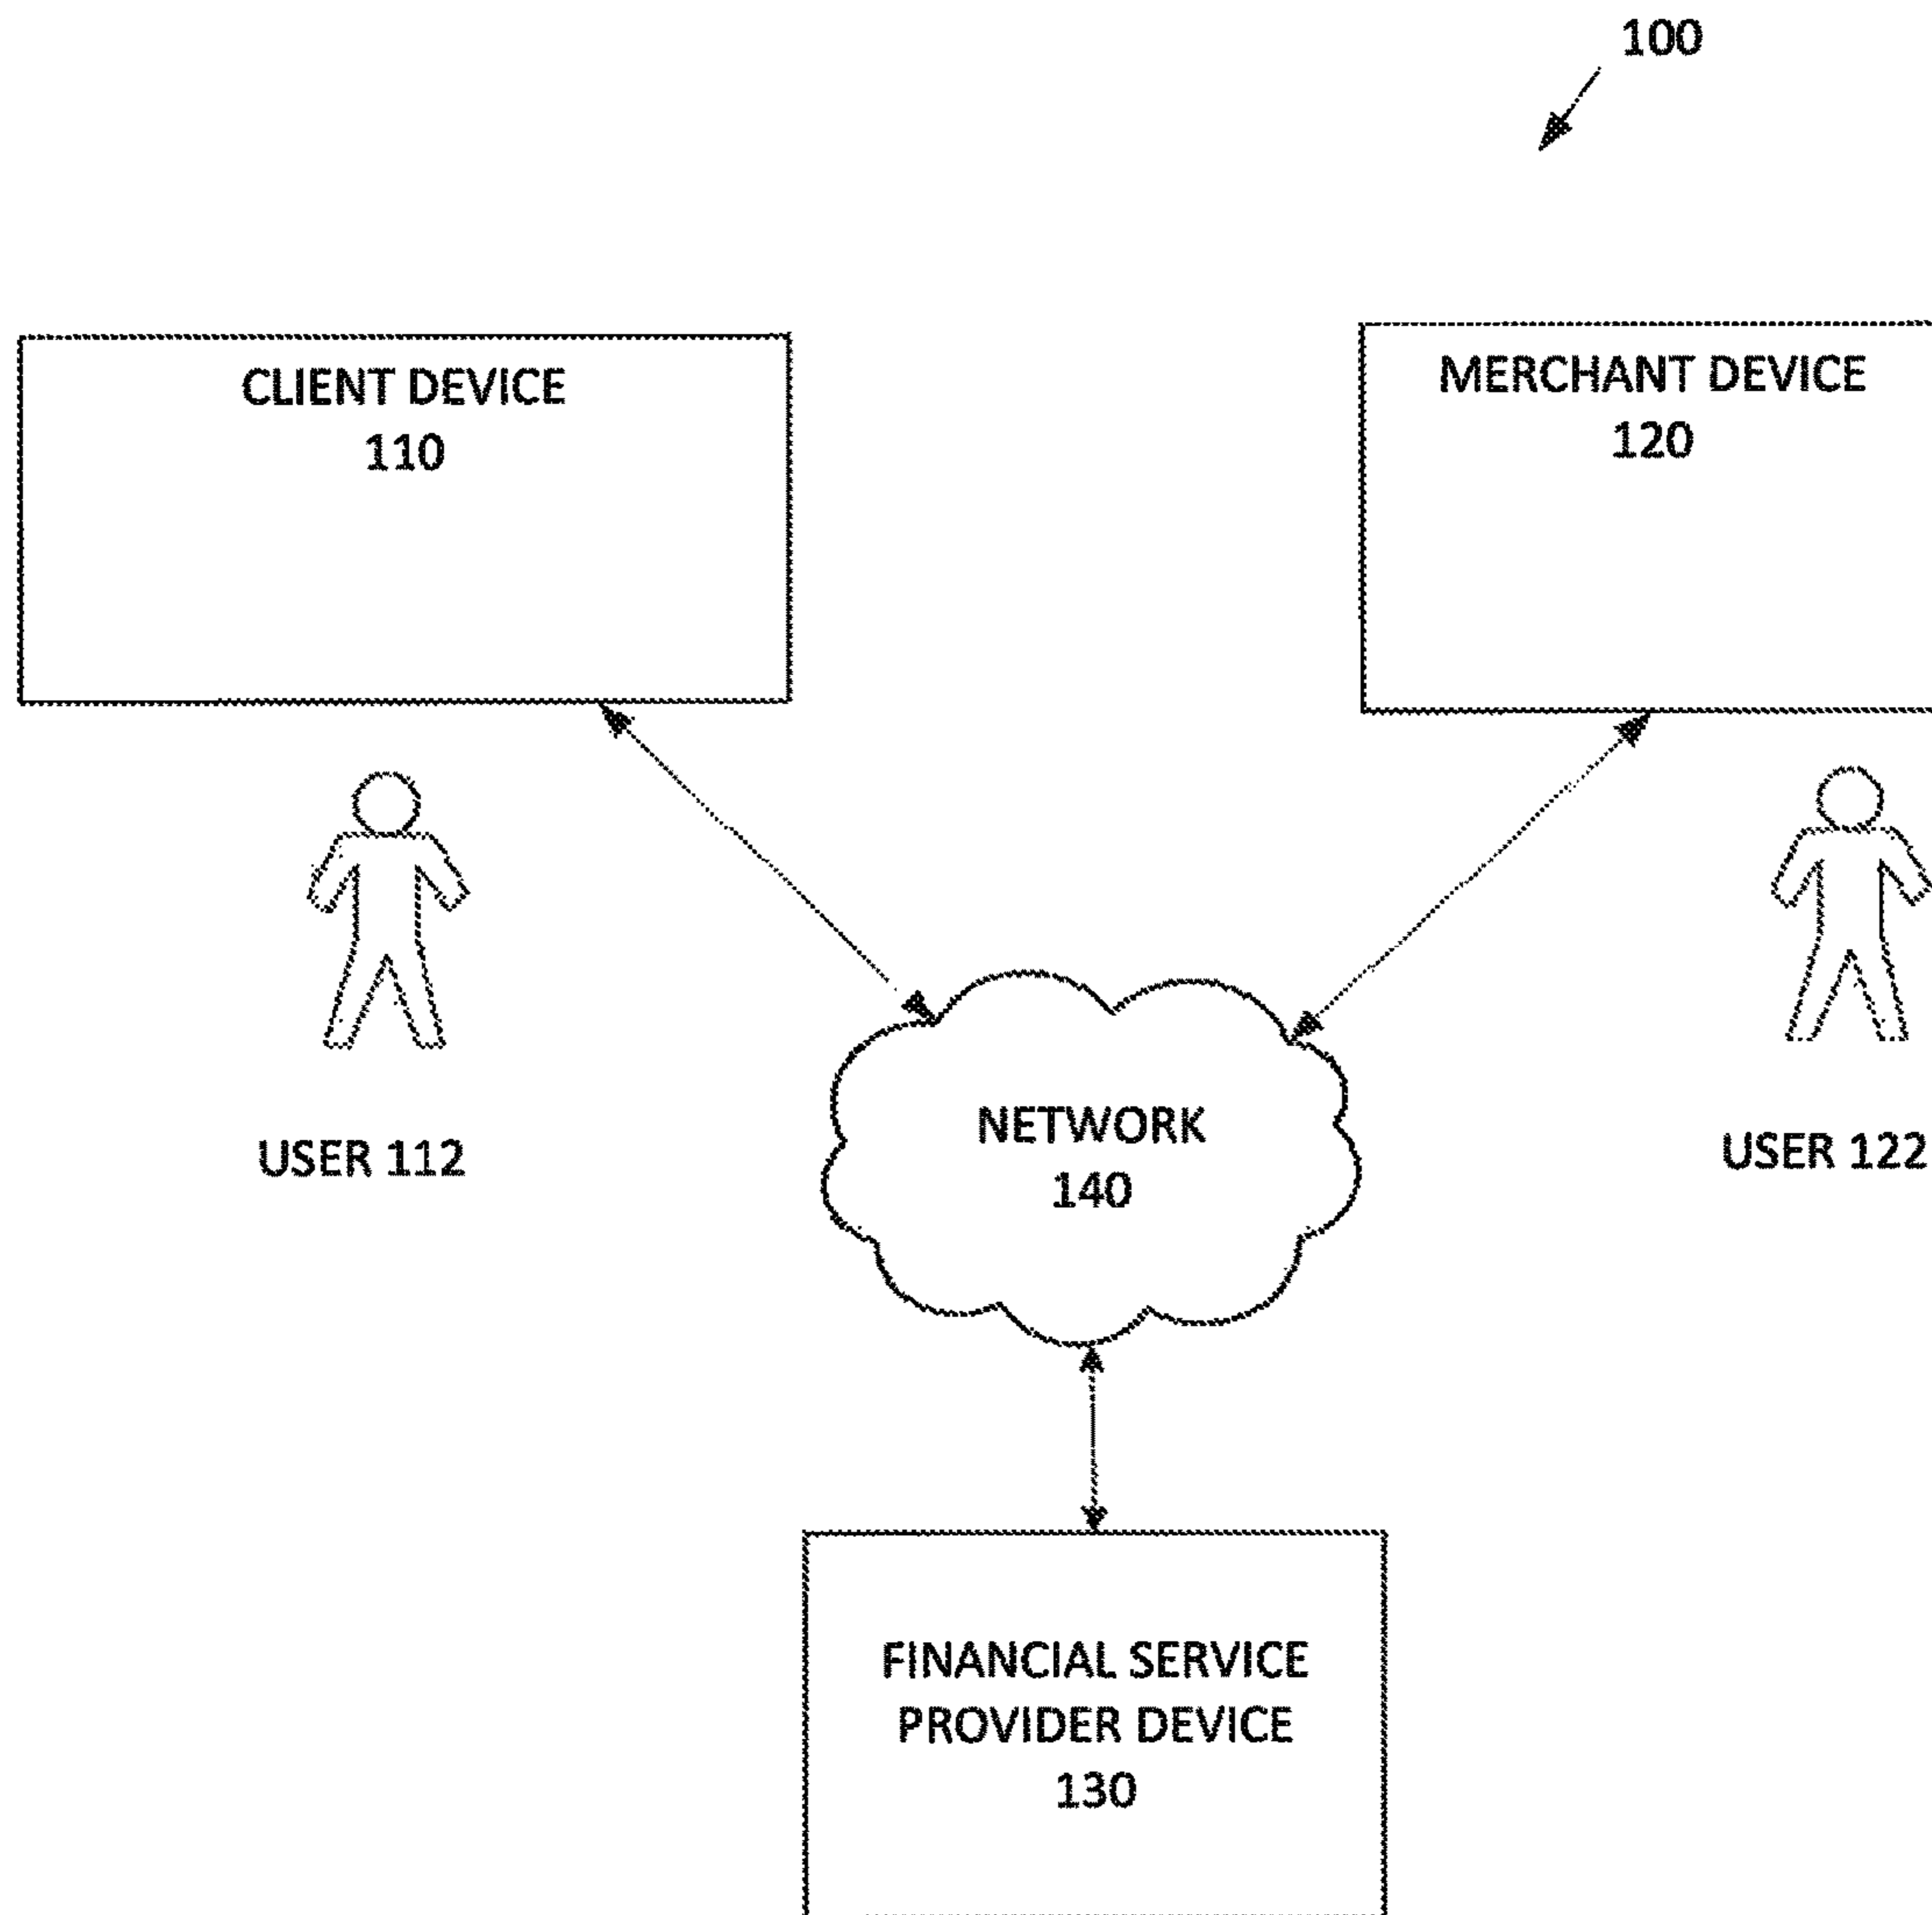 100
CLIENT DEVICE
110
MERCHANT DEVICE
120
USER 112
NETWORK
140
USER 122
FINANCIAL SERVICE
PROVIDER DEVICE
130